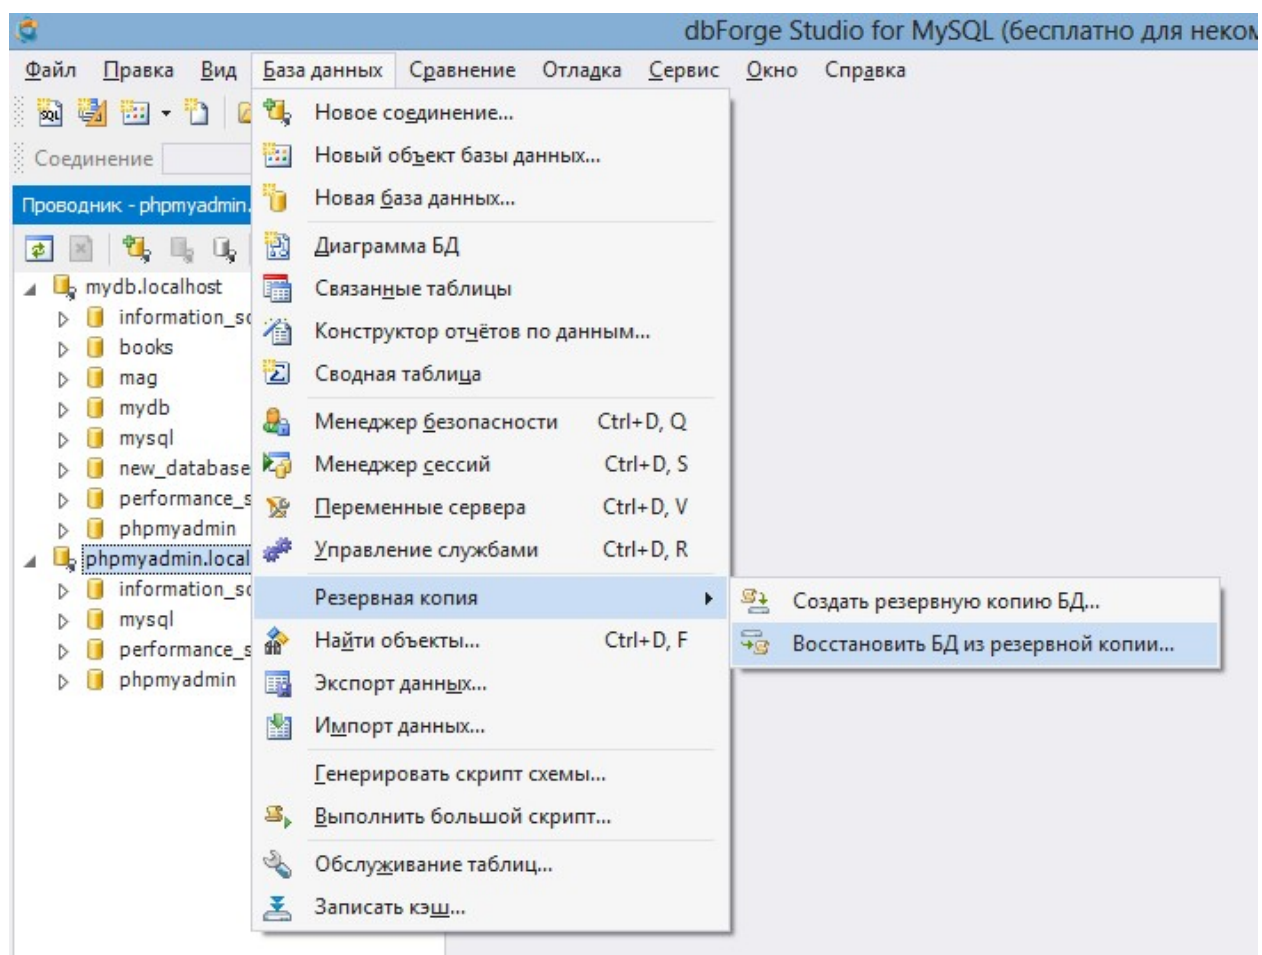 dbForge Studio for MySQL (бесплатно для неком
Файл Правка Вид База данных Сравнение Отладка Сервис Окно Справка
SQL
Соединение
Проводник - phpmyadmin.
mydb.localhost
information_sc
books
mag
mydb
mysql
new_database
performance_s
phpmyadmin
phpmyadmin.local
information_sc
mysql
performance_s
phpmyadmin
Новое соединение...
Новый объект базы данных...
Новая база данных...
Диаграмма БД
Связанные таблицы
Конструктор отчётов по данным...
Сводная таблица
Менеджер безопасности Ctrl+D, Q
Менеджер сессий Ctrl+D, S
Переменные сервера Ctrl+D, V
Управление службами Ctrl+D, R
Резервная копия
Найти объекты... Ctrl+D, F
Экспорт данных...
Импорт данных...
Генерировать скрипт схемы...
Выполнить большой скрипт...
Обслуживание таблиц...
Записать кэш...
Создать резервную копию БД...
Восстановить БД из резервной копии...